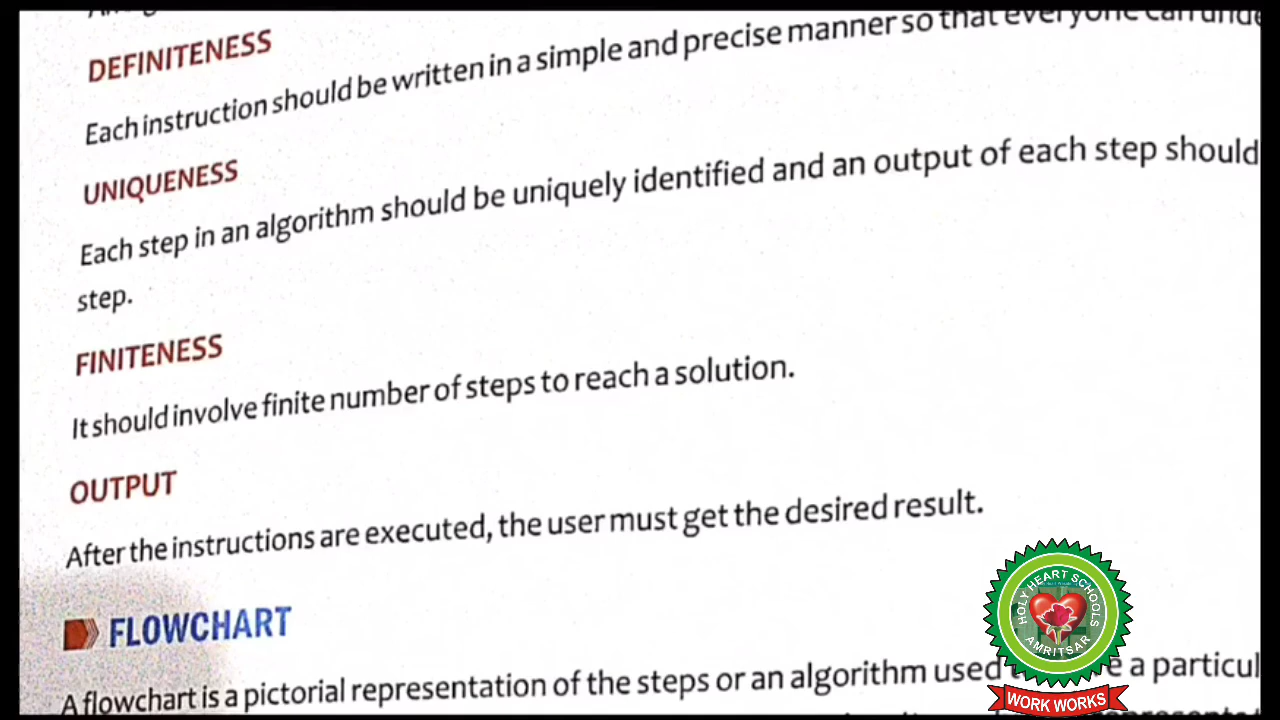 DEFINITENESS
Each instruction should be written in a simple and precise manner so that everyone can unde
UNIQUENESS
Each step in an algorithm should be uniquely identified and an output of each step should
step.
FINITENESS
It should involve finite number of steps to reach a solution.
OUTPUT
After the instructions are executed, the user must get the desired result.
FLOWCHART
A flowchart is a pictorial representation of the steps or an algorithm used a particul
HOLY HEART SCHOOLS
AMRITSAR
WORK WORKS